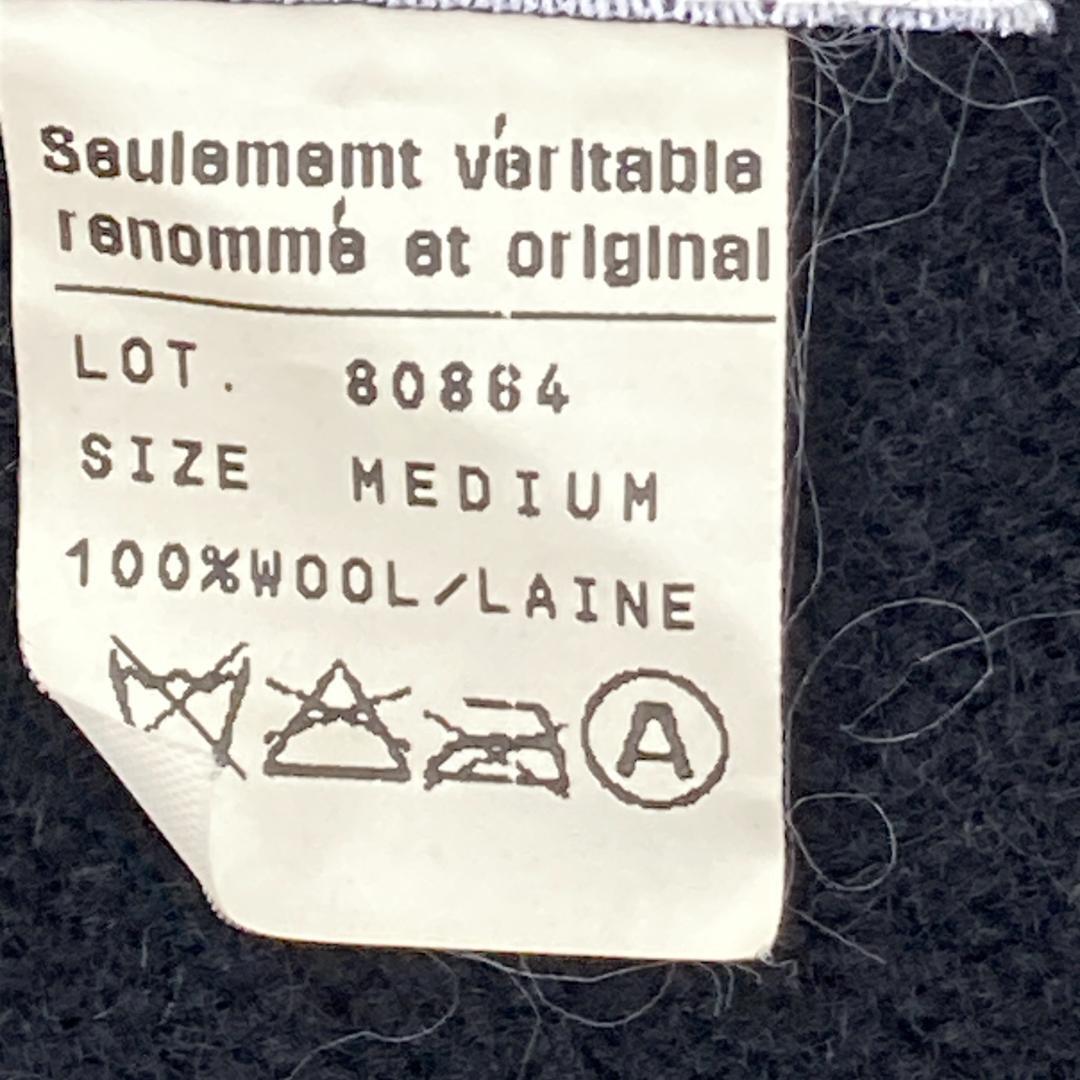 Seulememt véritable
renommé et original
LOT. 80864
SIZE MEDIUM
100%WOOL/LAINE
A